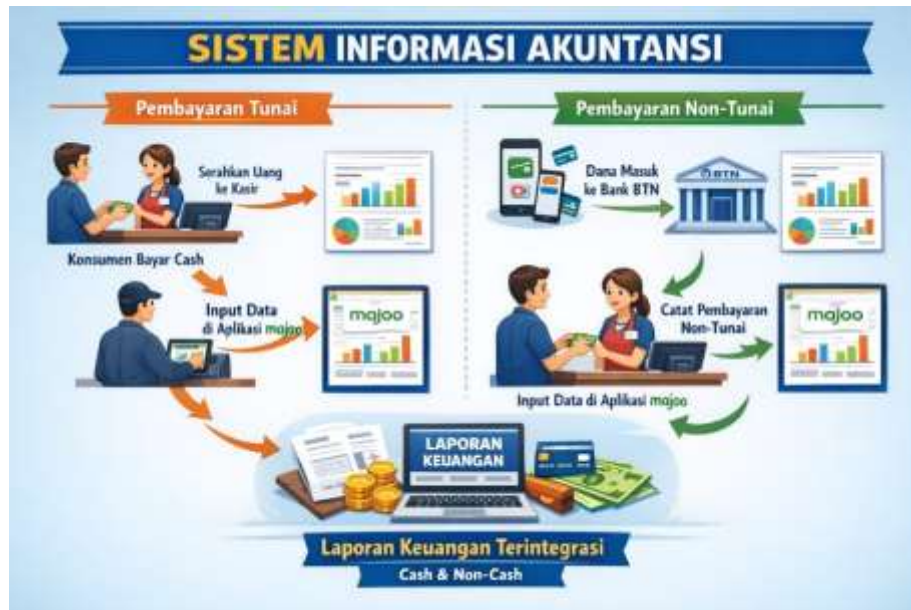 SISTEM INFORMASI AKUNTANSI
Pembayaran Tunai
Serahkan Uang
ke Kasir
Konsumen Bayar Cash
Input Data
di Aplikasi majoo
majoo
Pembayaran Non-Tunai
Dana Masuk
ke Bank BTN
BTN
Catat Pembayaran
Non-Tunai
majoo
Input Data di Aplikasi majoo
LAPORAN
KEUANGAN
Laporan Keuangan Terintegrasi
Cash & Non-Cash